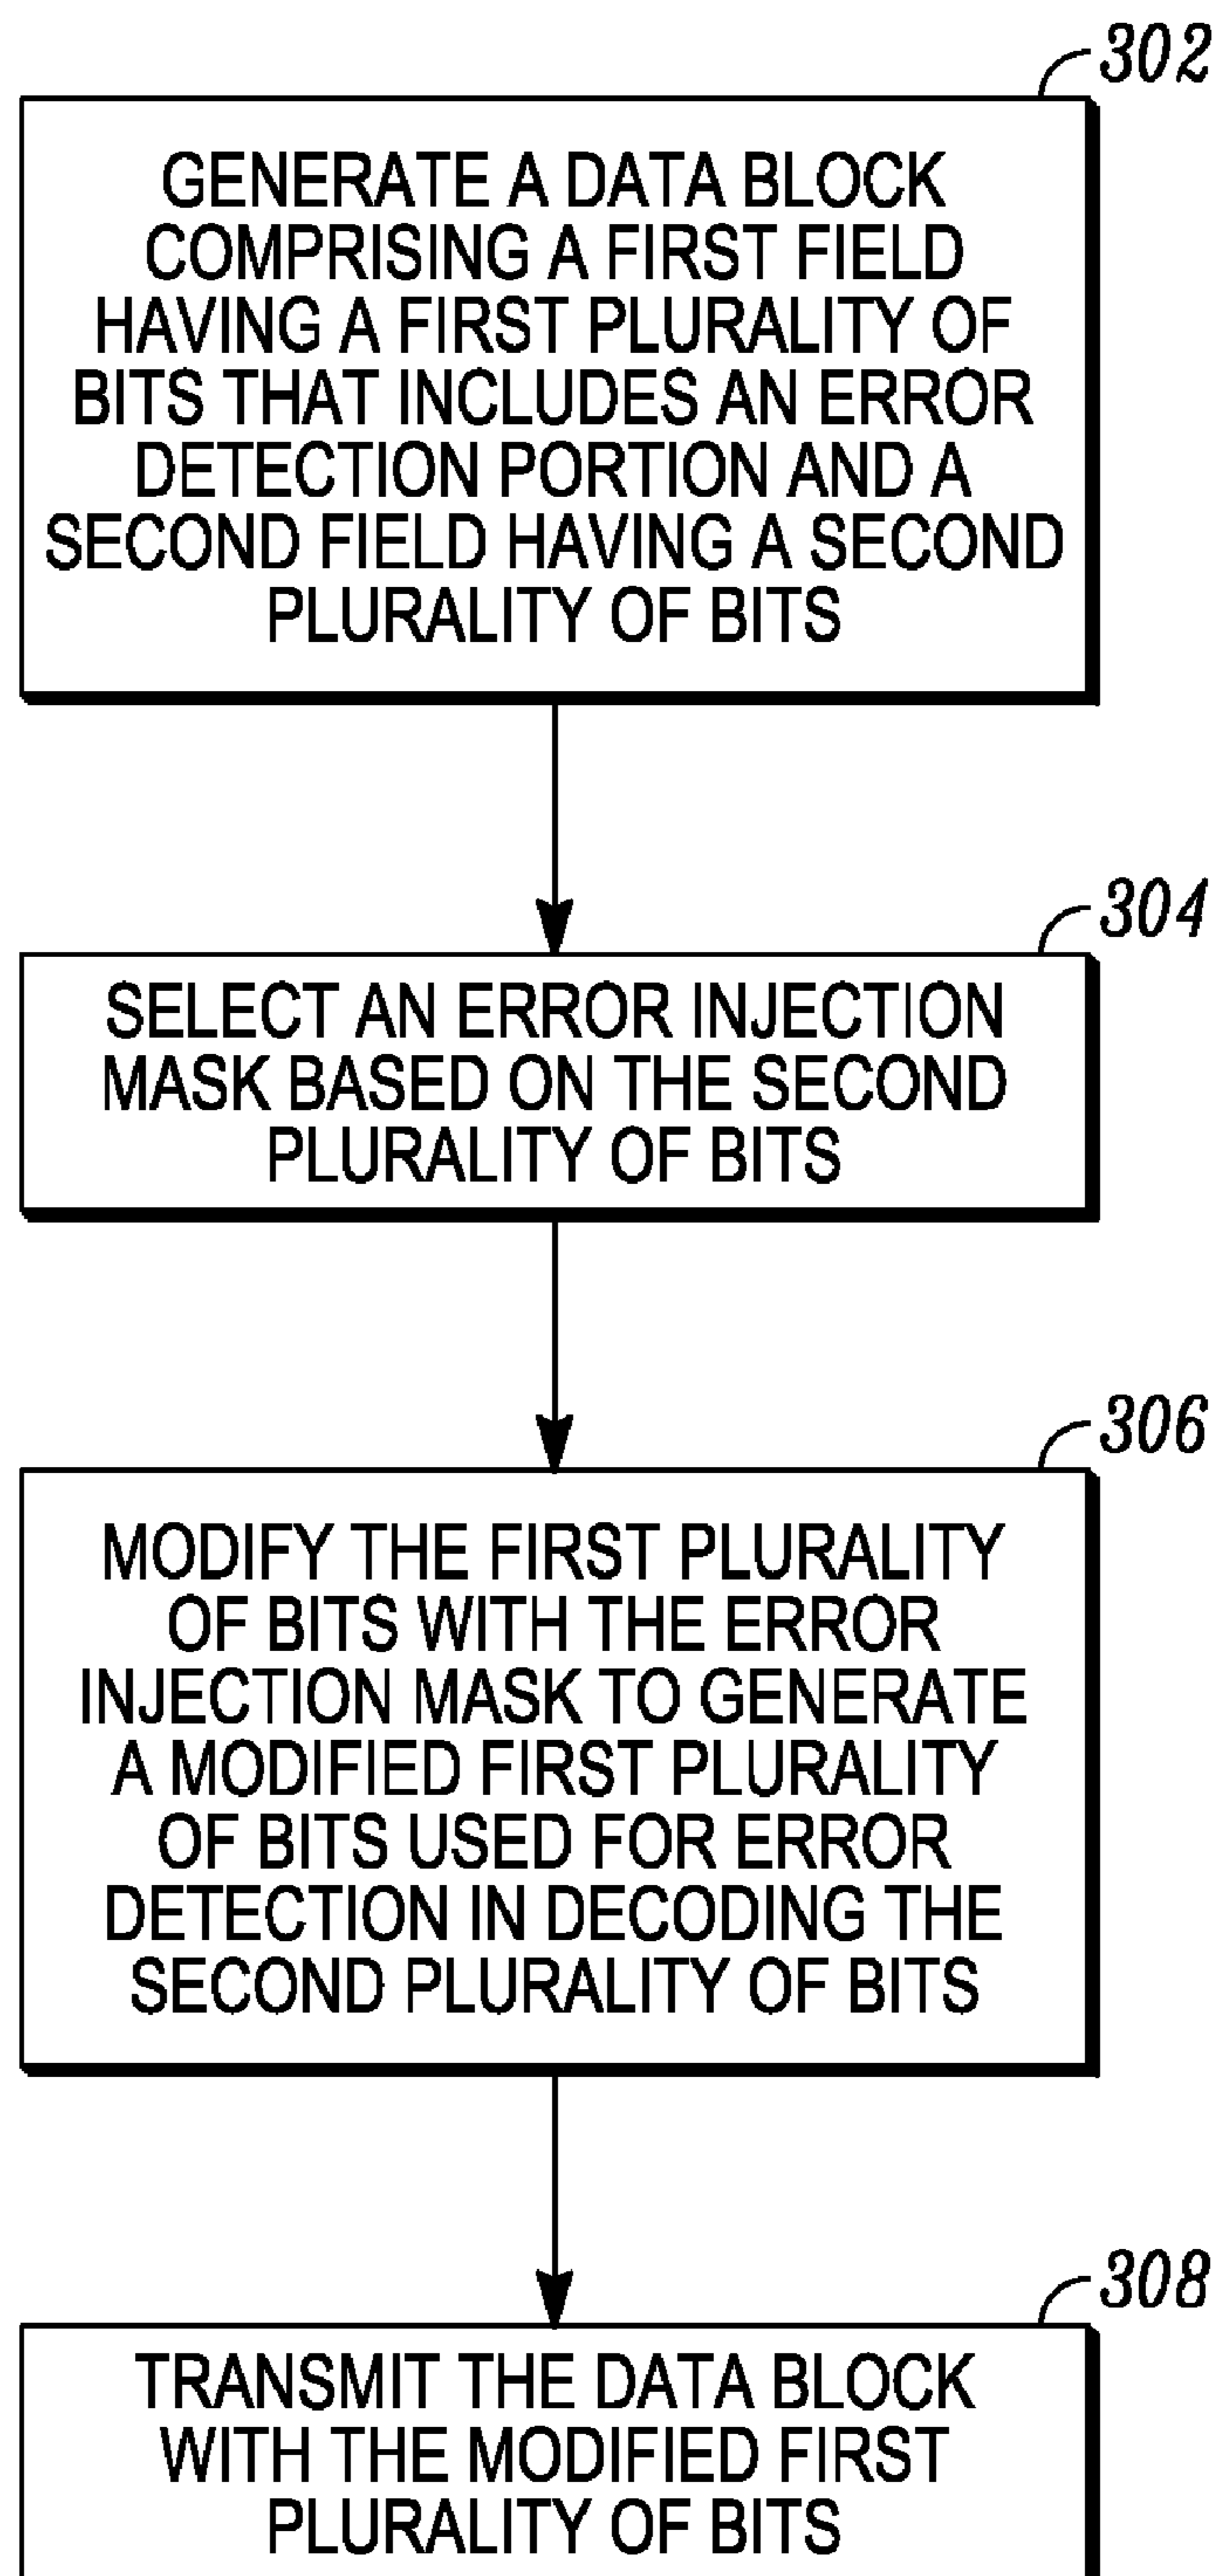 302
GENERATE A DATA BLOCK
COMPRISING A FIRST FIELD
HAVING A FIRST PLURALITY OF
BITS THAT INCLUDES AN ERROR
DETECTION PORTION AND A
SECOND FIELD HAVING A SECOND
PLURALITY OF BITS
304
SELECT AN ERROR INJECTION
MASK BASED ON THE SECOND
PLURALITY OF BITS
306
MODIFY THE FIRST PLURALITY
OF BITS WITH THE ERROR
INJECTION MASK TO GENERATE
A MODIFIED FIRST PLURALITY
OF BITS USED FOR ERROR
DETECTION IN DECODING THE
SECOND PLURALITY OF BITS
308
TRANSMIT THE DATA BLOCK
WITH THE MODIFIED FIRST
PLURALITY OF BITS